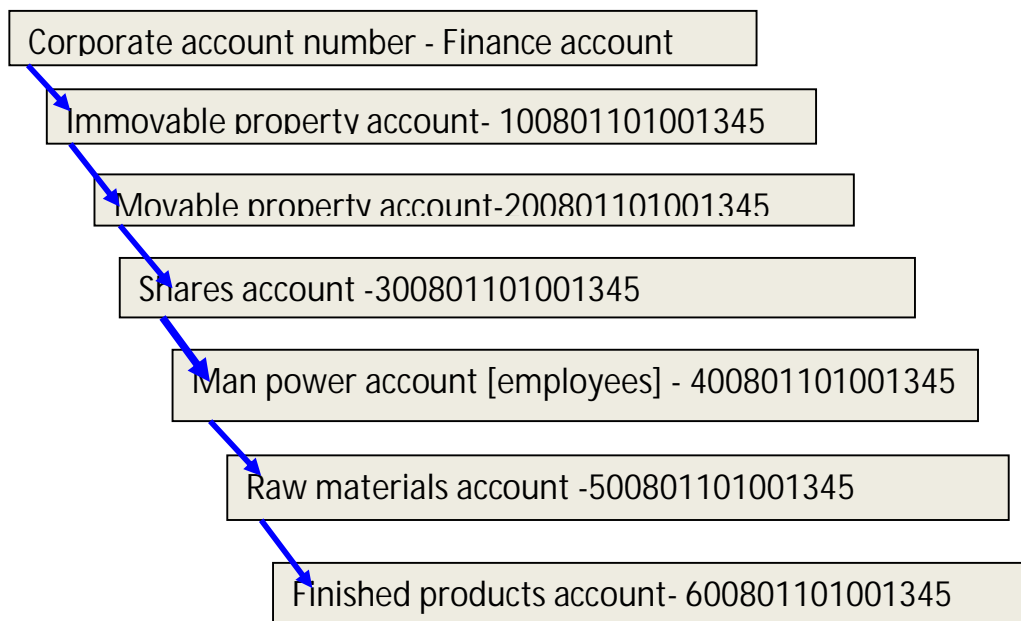 Corporate account number - Finance account
Immovable property account- 100801101001345
Movable property account-200801101001345
Shares account -300801101001345
Man power account [employees] - 400801101001345
Raw materials account -500801101001345
Finished products account- 600801101001345